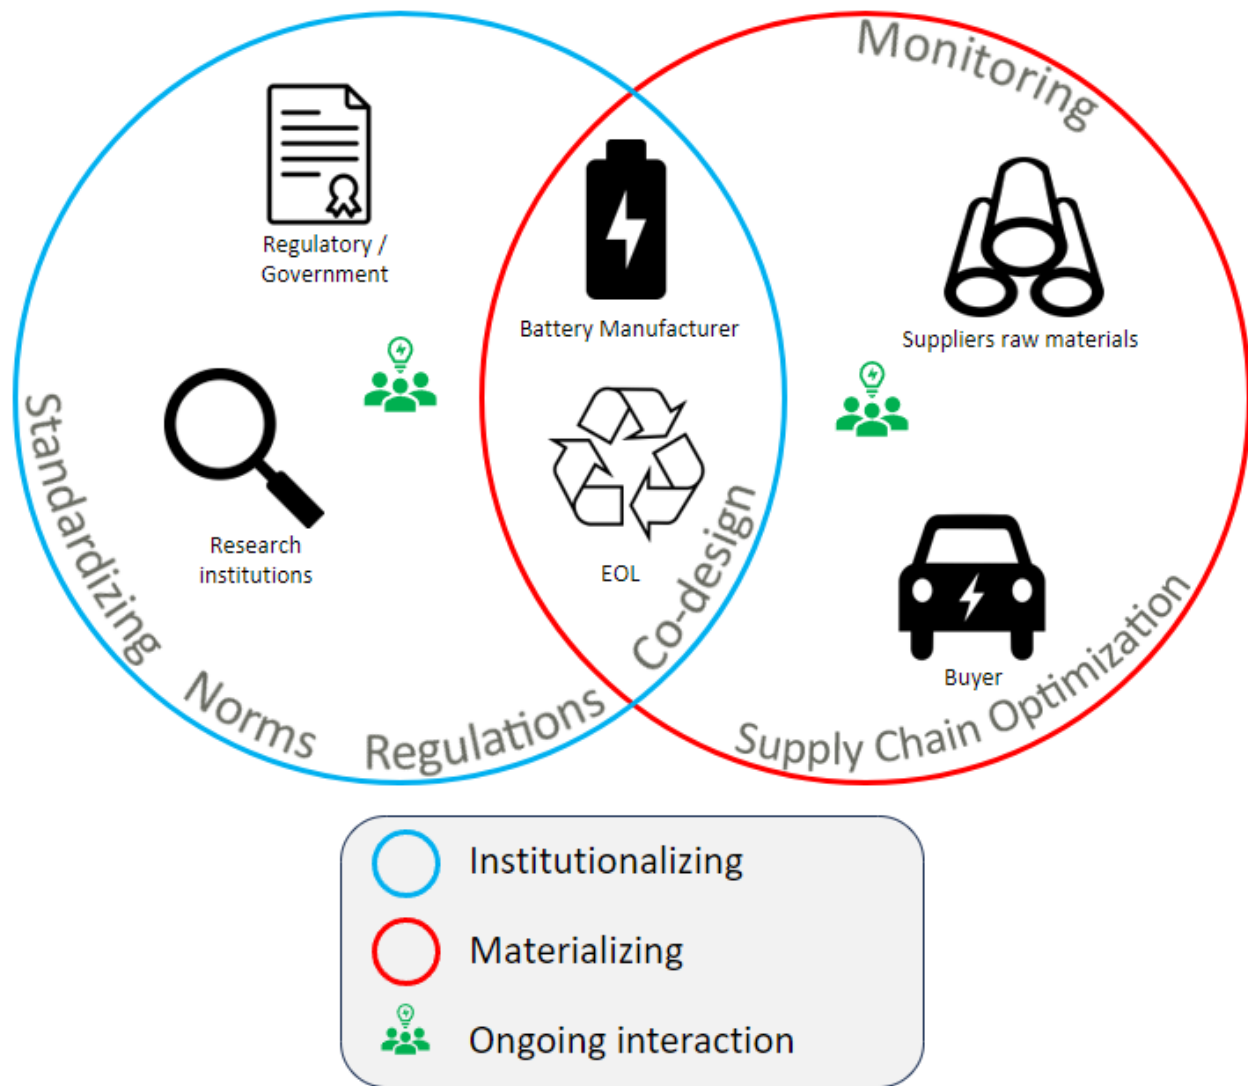 Monitoring
Regulatory /
Government
Battery Manufacturer
Suppliers raw materials
Research
institutions
EOL
Buyer
Standardizing
Norms
Regulations
Co-design
Supply Chain Optimization
Institutionalizing
Materializing
Ongoing interaction